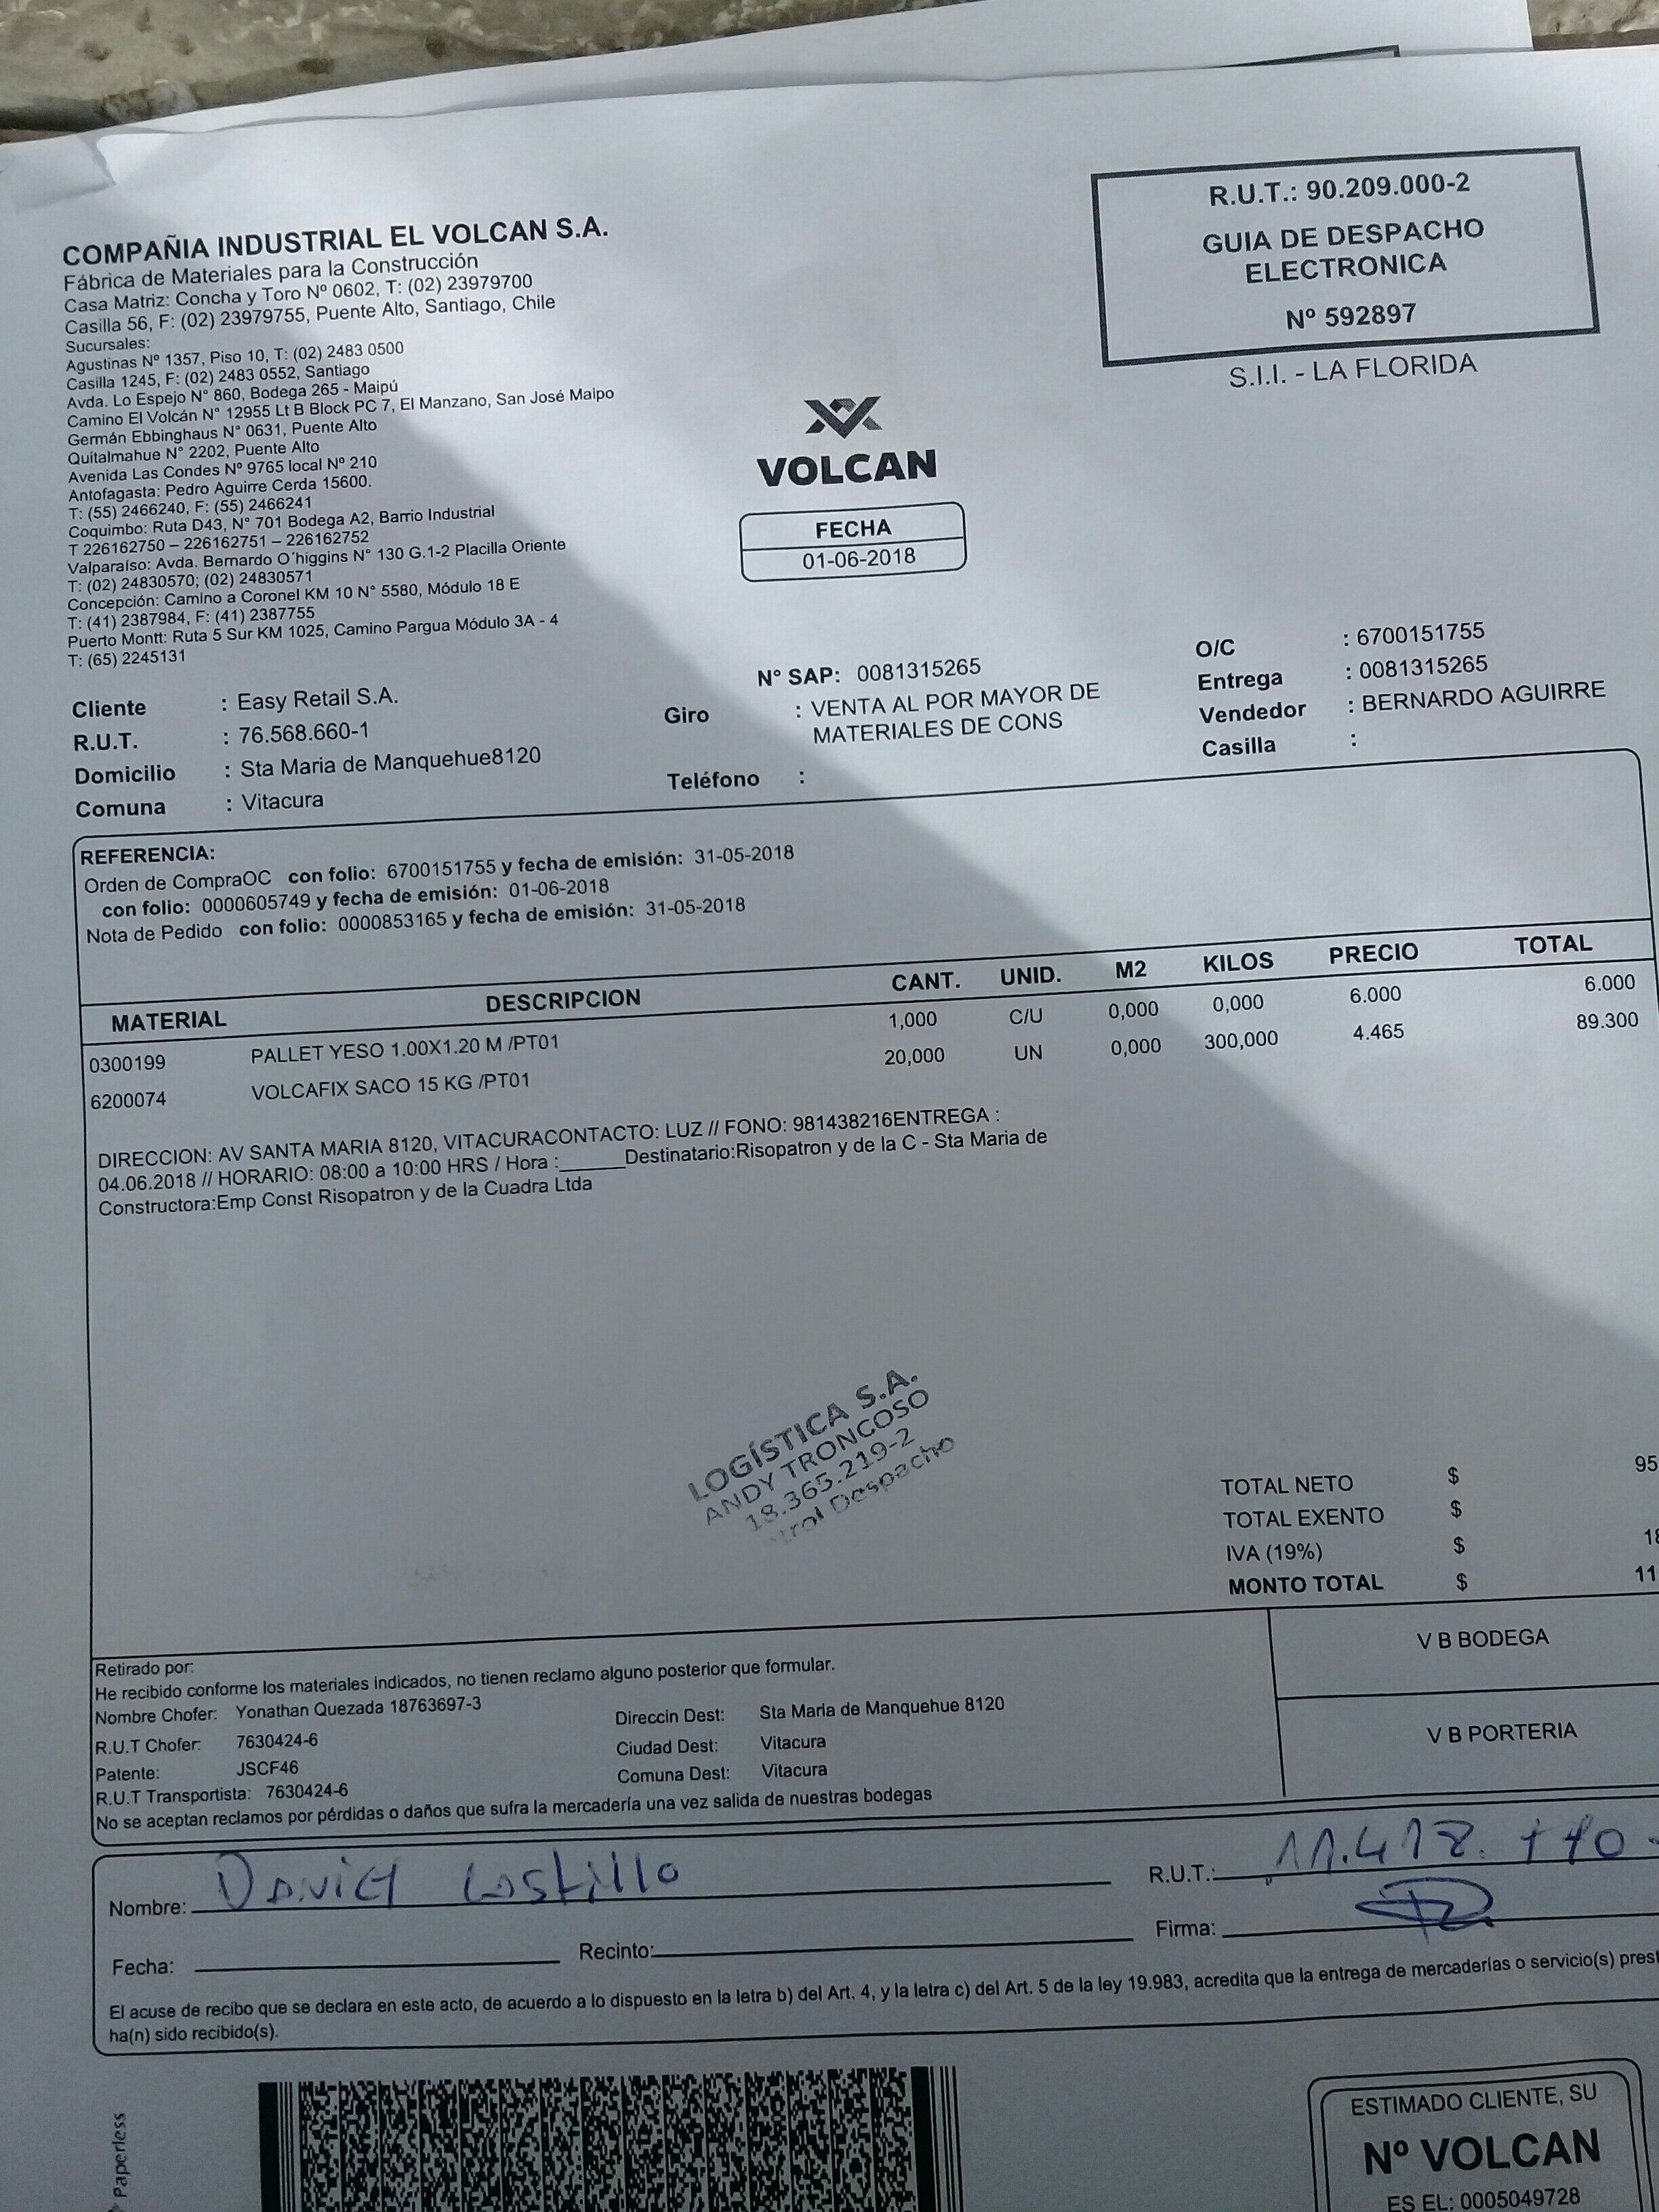 COMPAÑIA INDUSTRIAL EL VOLCAN S.A.
Fábrica de Materiales para la Construcción
Casa Matriz: Concha y Toro Nº 0602, T: (02) 23979700
Casilla 56, F: (02) 23979755, Puente Alto, Santiago, Chile
Sucursales:
Agustinas Nº 1357, Piso 10, T: (02) 2483 0500
Casilla 1245, F: (02) 2483 0552, Santiago
Avda. Lo Espejo N° 860, Bodega 265 - Maipú
Camino El Volcán N° 12955 Lt B Block PC 7, El Manzano, San José Maipo
Germán Ebbinghaus N° 0631, Puente Alto
Quitalmahue N° 2202, Puente Alto
Avenida Las Condes Nº 9765 local Nº 210
Antofagasta: Pedro Aguirre Cerda 15600.
T: (55) 2466240, F: (55) 2466241
Coquimbo: Ruta D43, N° 701 Bodega A2, Barrio Industrial
T 226162750 – 226162751 – 226162752
Valparaíso: Avda. Bernardo O´higgins N° 130 G.1-2 Placilla Oriente
T: (02) 24830570; (02) 24830571
Concepción: Camino a Coronel KM 10 N° 5580, Módulo 18 E
T: (41) 2387984, F: (41) 2387755
Puerto Montt: Ruta 5 Sur KM 1025, Camino Pargua Módulo 3A - 4
T: (65) 2245131
R.U.T.: 90.209.000-2
GUIA DE DESPACHO
ELECTRONICA
Nº 592897
S.I.I. - LA FLORIDA
VOLCAN
FECHA
01-06-2018
Cliente : Easy Retail S.A.
R.U.T. : 76.568.660-1
Domicilio : Sta Maria de Manquehue8120
Comuna : Vitacura
N° SAP: 0081315265
Giro : VENTA AL POR MAYOR DE
MATERIALES DE CONS
Teléfono :
O/C : 6700151755
Entrega : 0081315265
Vendedor : BERNARDO AGUIRRE
Casilla :
REFERENCIA:
Orden de CompraOC con folio: 6700151755 y fecha de emisión: 31-05-2018
con folio: 0000605749 y fecha de emisión: 01-06-2018
Nota de Pedido con folio: 0000853165 y fecha de emisión: 31-05-2018
MATERIAL DESCRIPCION CANT. UNID. M2 KILOS PRECIO TOTAL
0300199 PALLET YESO 1.00X1.20 M /PT01 1,000 C/U 0,000 0,000 6.000 6.000
6200074 VOLCAFIX SACO 15 KG /PT01 20,000 UN 0,000 300,000 4.465 89.300
DIRECCION: AV SANTA MARIA 8120, VITACURACONTACTO: LUZ // FONO: 981438216ENTREGA :
04.06.2018 // HORARIO: 08:00 a 10:00 HRS / Hora :______Destinatario:Risopatron y de la C - Sta Maria de
Constructora:Emp Const Risopatron y de la Cuadra Ltda
LOGÍSTICA S.A.
ANDY TRONCOSO
18.365.219-2
trol Despacho
TOTAL NETO $ 95
TOTAL EXENTO $
IVA (19%) $ 18
MONTO TOTAL $ 11
Retirado por:
He recibido conforme los materiales indicados, no tienen reclamo alguno posterior que formular.
Nombre Chofer: Yonathan Quezada 18763697-3 Direccin Dest: Sta Maria de Manquehue 8120
R.U.T Chofer: 7630424-6 Ciudad Dest: Vitacura
Patente: JSCF46 Comuna Dest: Vitacura
R.U.T Transportista: 7630424-6
No se aceptan reclamos por pérdidas o daños que sufra la mercadería una vez salida de nuestras bodegas
V B BODEGA
V B PORTERIA
Nombre: David Castillo R.U.T.: 11.418.
Fecha: Recinto: Firma:
El acuse de recibo que se declara en este acto, de acuerdo a lo dispuesto en la letra b) del Art. 4, y la letra c) del Art. 5 de la ley 19.983, acredita que la entrega de mercaderías o servicio(s) prest
ha(n) sido recibido(s).
Paperless
ESTIMADO CLIENTE, SU
Nº VOLCAN
ES EL: 0005049728